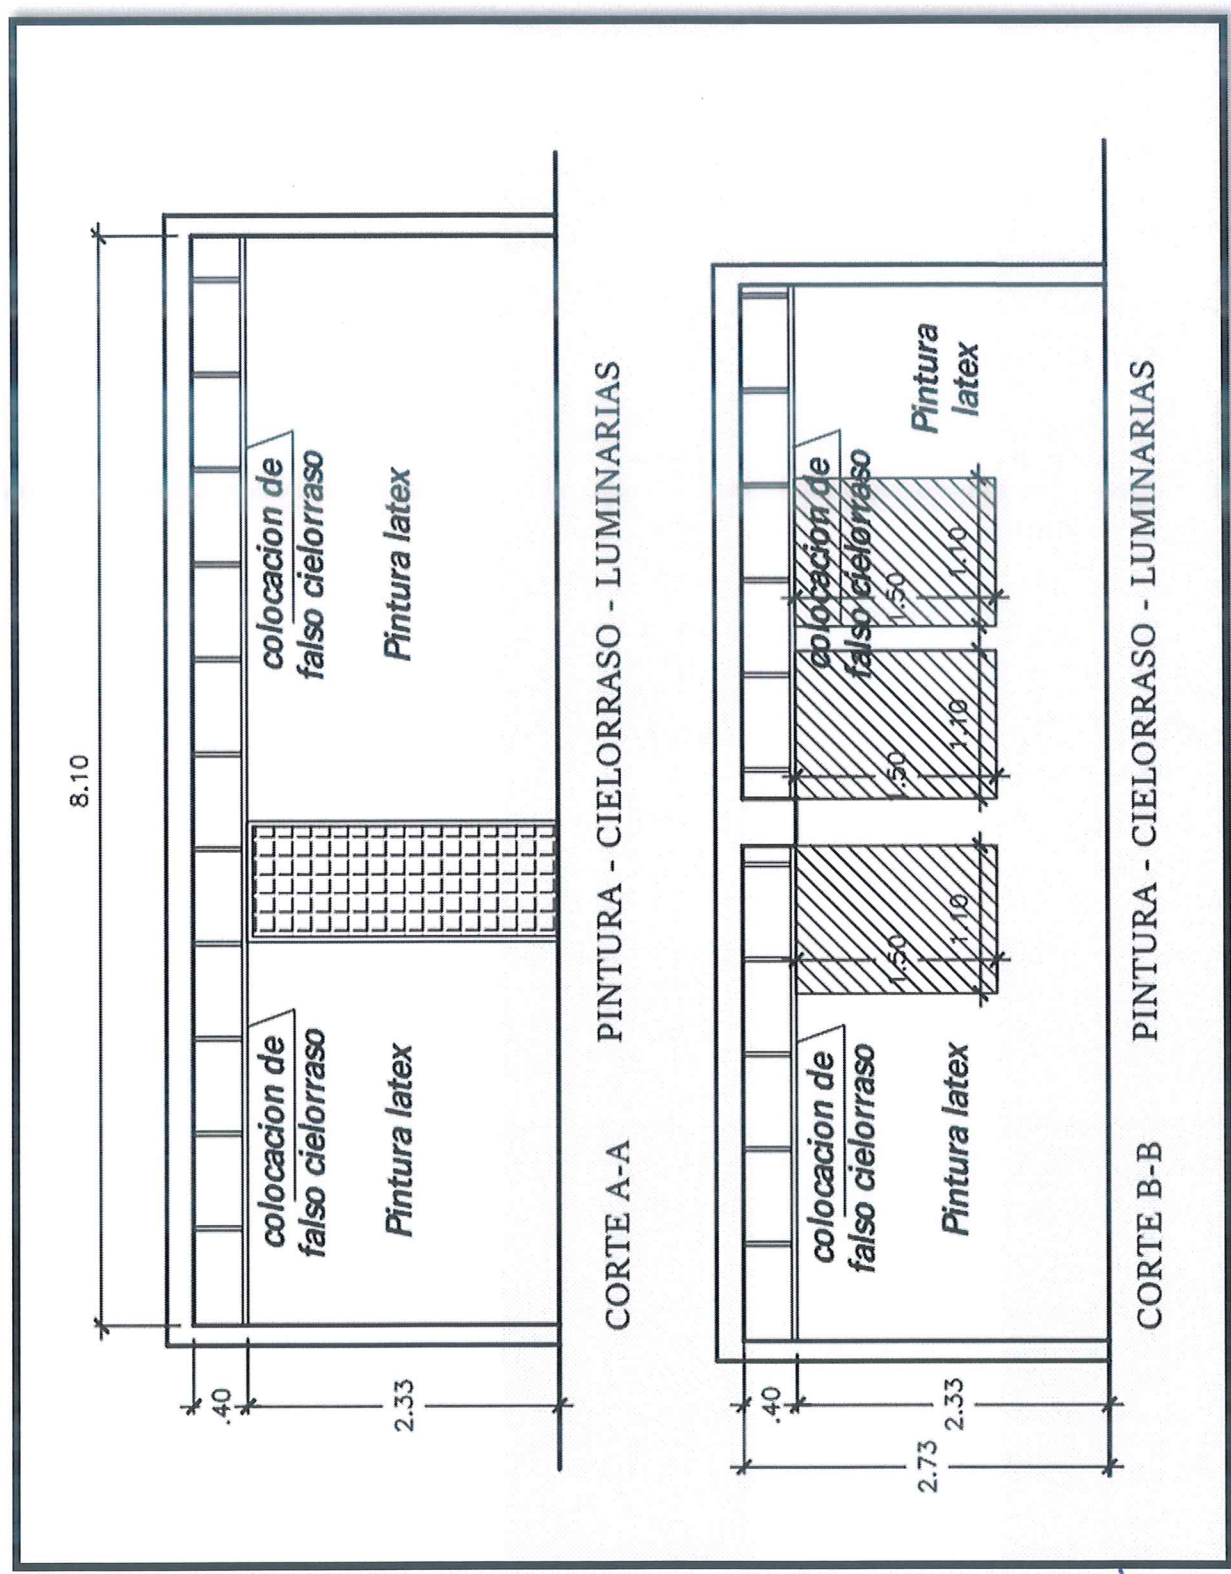 8.10
.40
2.33
colocacion de
falso cielorraso
Pintura latex
colocacion de
falso cielorraso
Pintura latex
CORTE A-A PINTURA - CIELORRASO - LUMINARIAS
2.73
.40
2.33
colocacion de
falso cielorraso
Pintura latex
1.50
1.10
1.50
1.10
colocacion de
falso cielorraso
1.50
1.10
Pintura
latex
CORTE B-B PINTURA - CIELORRASO - LUMINARIAS